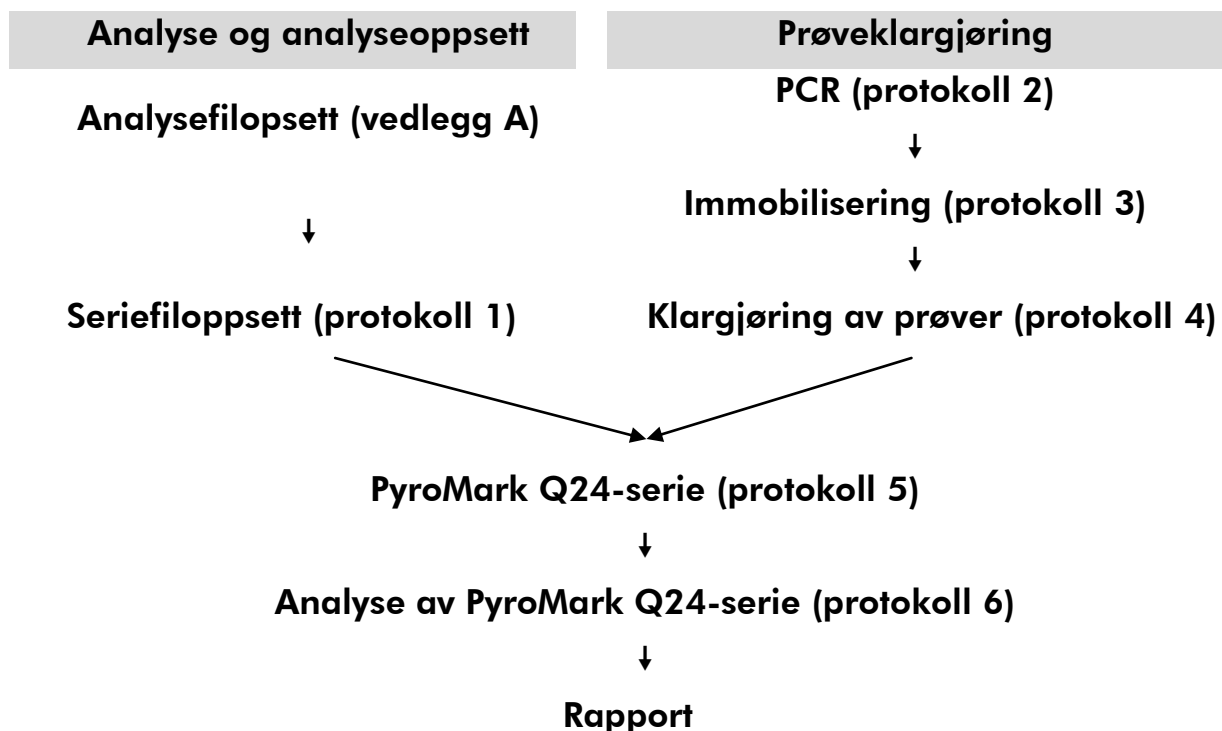 Analyse og analyseoppsett
Analysefilopsett (vedlegg A)
Seriefiloppsett (protokoll 1)
Prøveklargjøring
PCR (protokoll 2)
Immobilisering (protokoll 3)
Klargjøring av prøver (protokoll 4)
PyroMark Q24-serie (protokoll 5)
Analyse av PyroMark Q24-serie (protokoll 6)
Rapport